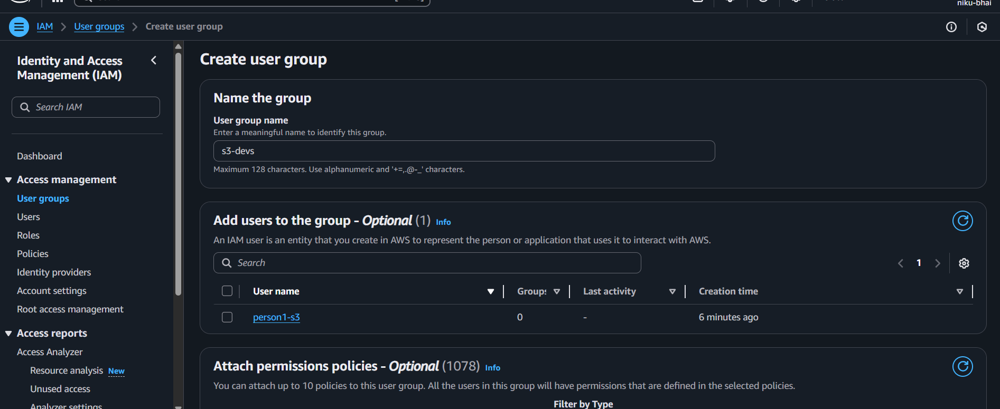 niku-bhai
IAM > User groups > Create user group
Identity and Access
Management (IAM)
Search IAM
Dashboard
Access management
User groups
Users
Roles
Policies
Identity providers
Account settings
Root access management
Access reports
Access Analyzer
Resource analysis New
Unused access
Analyzer settings
Create user group
Name the group
User group name
Enter a meaningful name to identify this group.
s3-devs
Maximum 128 characters. Use alphanumeric and '+=,.@-_' characters.
Add users to the group - Optional (1) Info
An IAM user is an entity that you create in AWS to represent the person or application that uses it to interact with AWS.
Search
1
User name Groups Last activity Creation time
person1-s3 0 - 6 minutes ago
Attach permissions policies - Optional (1078) Info
You can attach up to 10 policies to this user group. All the users in this group will have permissions that are defined in the selected policies.
Filter by Type